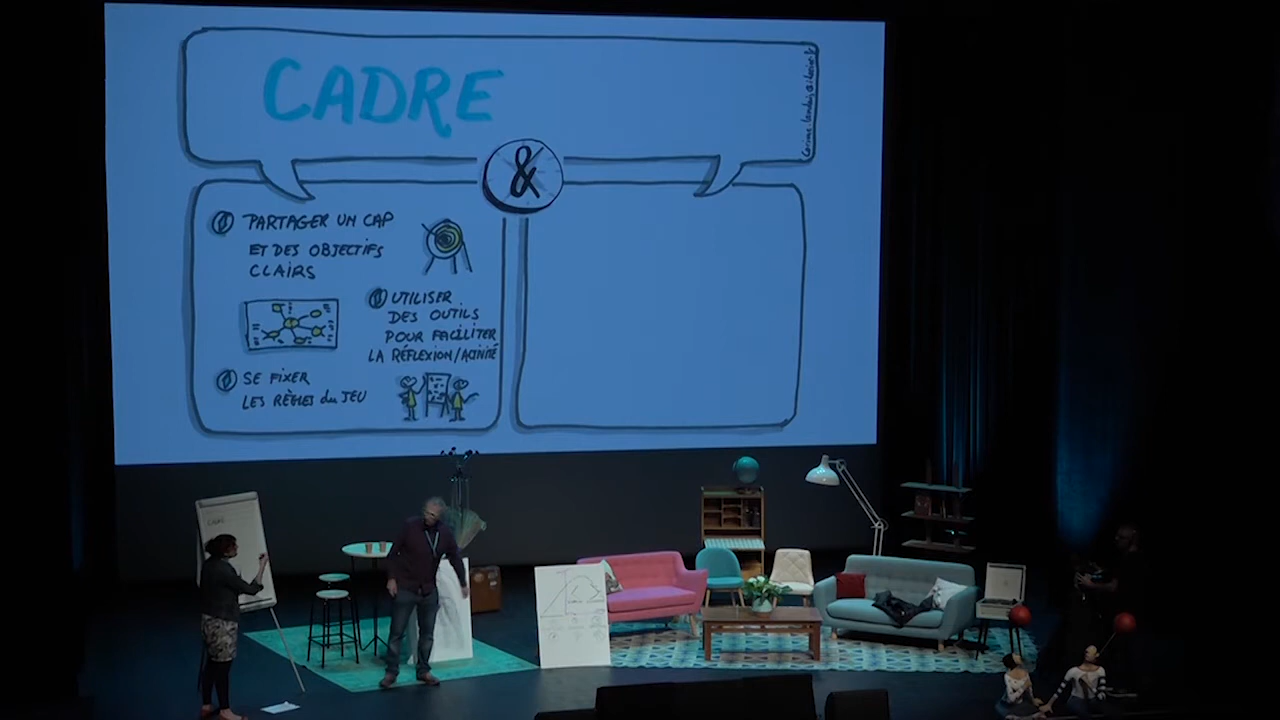 CADRE
&
PARTAGER UN CAP
ET DES OBJECTIFS
CLAIRS
UTILISER
DES OUTILS
POUR FACILITER
LA RÉFLEXION/ACTIVITÉ
SE FIXER
LES RÈGLES du JEU